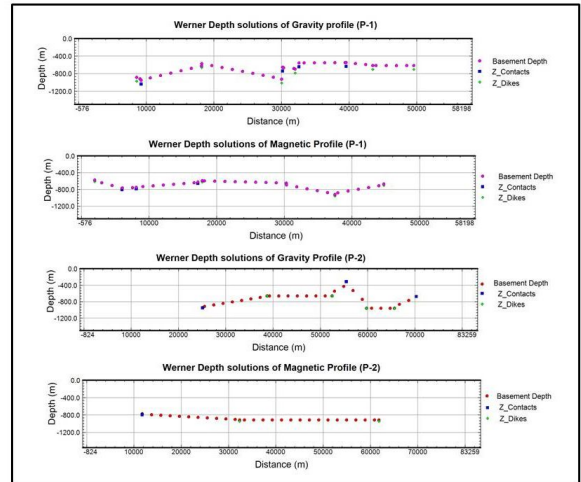 Werner Depth solutions of Gravity profile (P-1)
0.0
-400.0
-800.0
-1200.0
Depth (m)
-576 10000 20000 30000 40000 50000 58198
Distance (m)
Basement Depth
Z_Contacts
Z_Dikes
Werner Depth solutions of Magnetic Profile (P-1)
0.0
-400.0
-800.0
-1200.0
Depth (m)
-576 10000 20000 30000 40000 50000 58198
Distance (m)
Basement Depth
Z_Contacts
Z_Dikes
Werner Depth solutions of Gravity Profile (P-2)
0.0
-400.0
-800.0
-1200.0
Depth (m)
-824 10000 20000 30000 40000 50000 60000 70000 83259
Distance (m)
Basement Depth
Z_Contacts
Z_Dikes
Werner Depth solutions of Magnetic Profile (P-2)
0.0
-400.0
-800.0
-1200.0
Depth (m)
-824 10000 20000 30000 40000 50000 60000 70000 83259
Distance (m)
Basement Depth
Z_Contacts
Z_Dikes